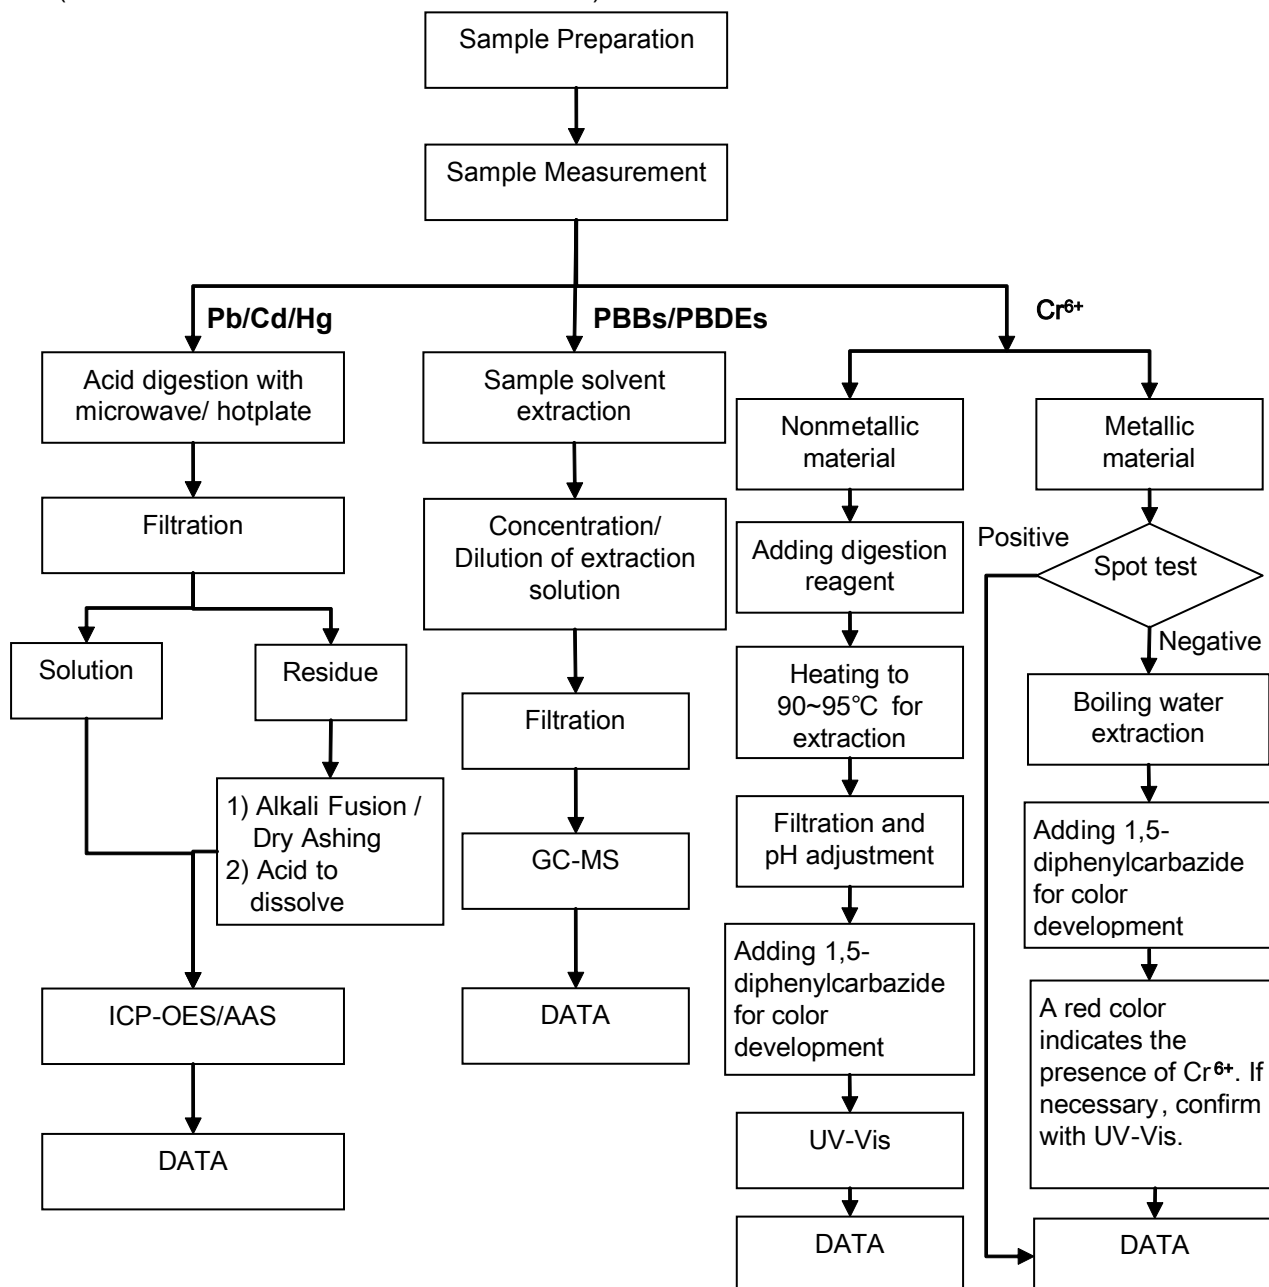 Sample Preparation
Sample Measurement
Pb/Cd/Hg
PBBs/PBDEs
Cr⁶⁺
Acid digestion with
microwave/ hotplate
Filtration
Solution
Residue
1) Alkali Fusion /
Dry Ashing
2) Acid to
dissolve
ICP-OES/AAS
DATA
Sample solvent
extraction
Concentration/
Dilution of extraction
solution
Filtration
GC-MS
DATA
Nonmetallic
material
Adding digestion
reagent
Heating to
90~95℃ for
extraction
Filtration and
pH adjustment
Adding 1,5-
diphenylcarbazide
for color
development
UV-Vis
DATA
Metallic
material
Positive
Spot test
Negative
Boiling water
extraction
Adding 1,5-
diphenylcarbazide
for color
development
A red color
indicates the
presence of Cr⁶⁺. If
necessary, confirm
with UV-Vis.
DATA